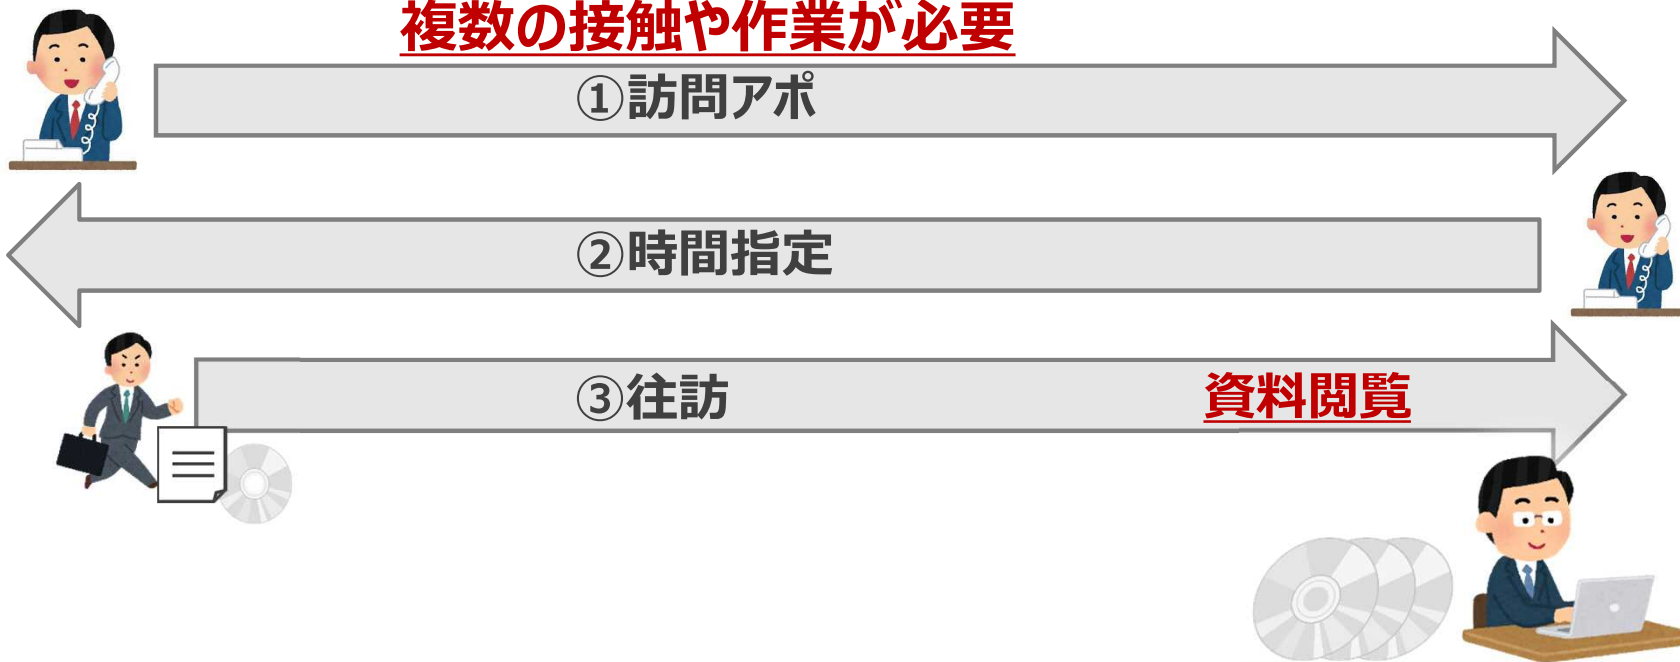 複数の接触や作業が必要
①訪問アポ
②時間指定
③往訪
資料閲覧